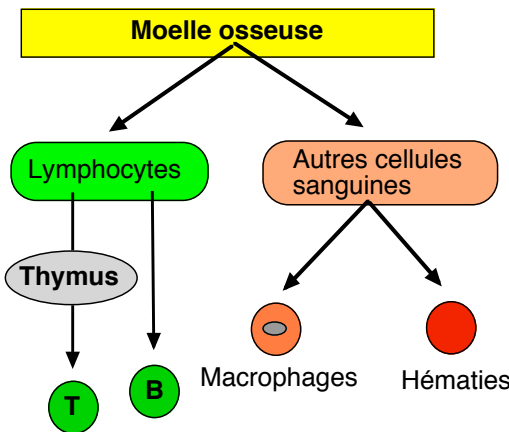 Moelle osseuse
Lymphocytes
Autres cellules
sanguines
Thymus
T
B
Macrophages
Hématies